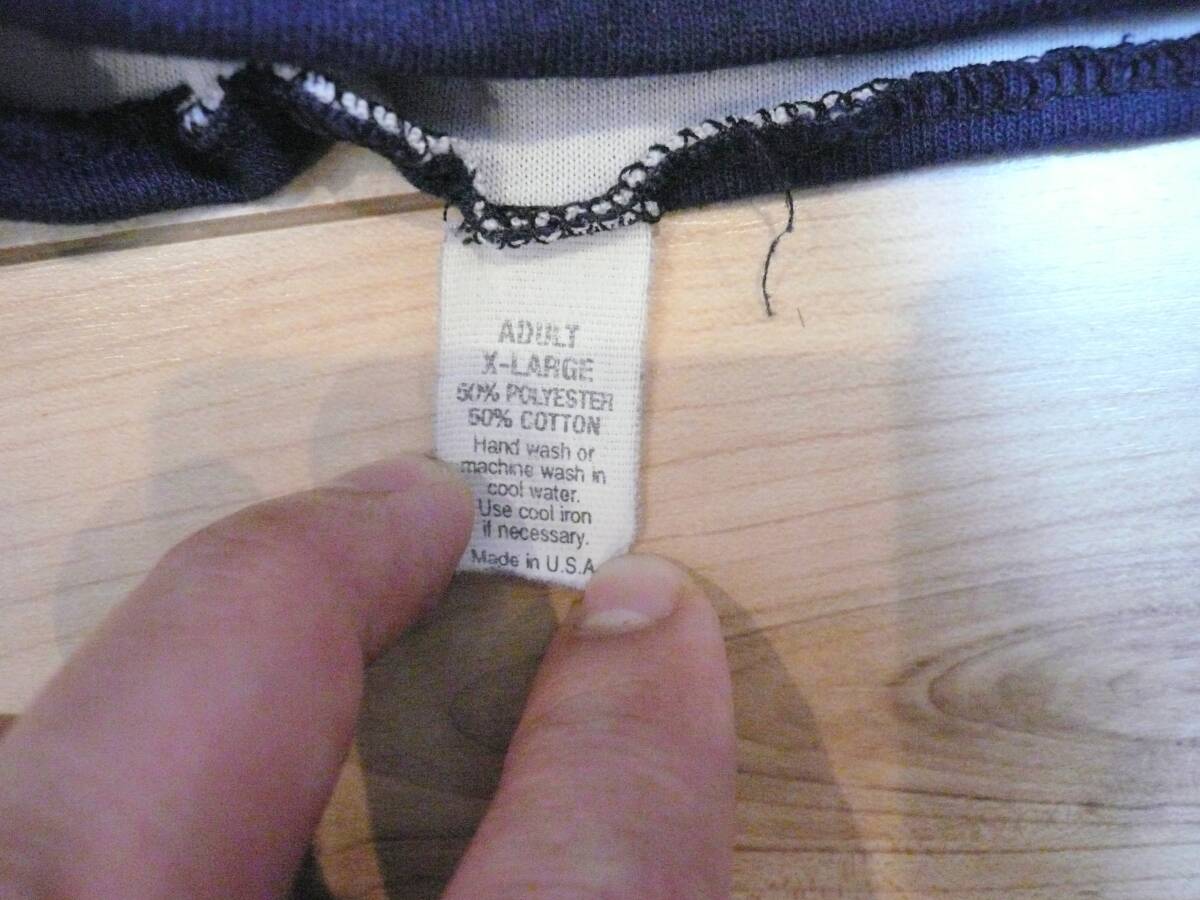 ADULT
X-LARGE
50% POLYESTER
50% COTTON
Hand wash or
machine wash in
cool water.
Use cool iron
if necessary.
Made in U.S.A